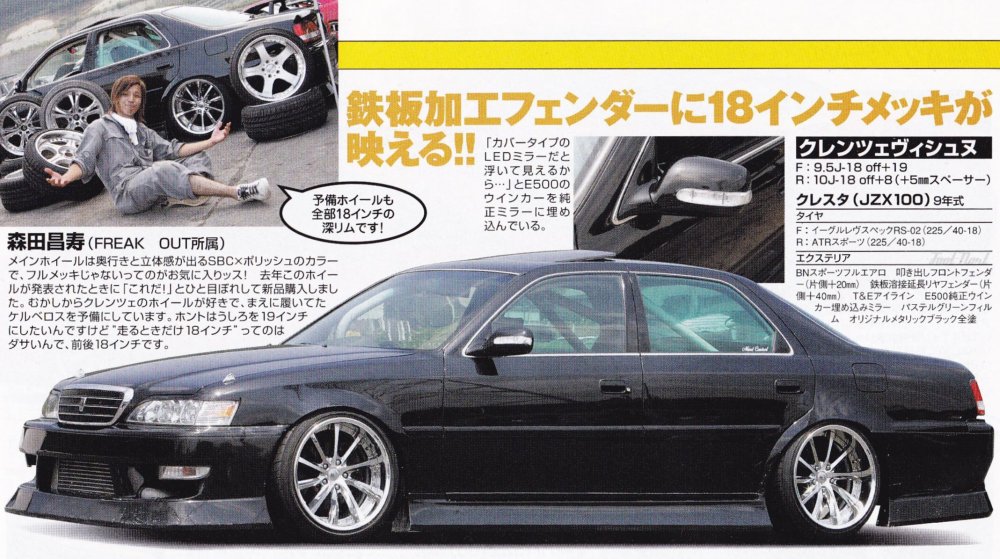 鉄板加工フェンダーに18インチメッキが
映える!!
予備ホイールも
全部18インチの
深リムです!
森田昌寿(FREAK OUT所属)
メインホイールは奥行きと立体感が出るSBC×ポリッシュのカラー
で、フルメッキじゃないってのがお気に入りッス! 去年このホイー
ルが発表されたときに“これだ!”とひと目ぼれして新品購入しまし
た。むかしからクレンツェのホイールが好きで、まえに履いてた
ケルベロスを予備にしています。ホントはうしろを19インチ
にしたいんですけど“走るときだけ18インチ”ってのは
ダサいんで、前後18インチです。
「カバータイプの
LEDミラーだと
浮いて見えるか
ら…」とE500の
ウインカーを純
正ミラーに埋め
込んでいる。
クレンツェヴィシュヌ
F:9.5J-18 off+19
R:10J-18 off+8(+5㎜スペーサー)
クレスタ(JZX100)9年式
タイヤ
F:イーグルレヴスペックRS-02(225/40-18)
R:ATRスポーツ(225/40-18)
エクステリア
BNスポーツフルエアロ 叩き出しフロントフェンダ
ー(片側+20mm) 鉄板溶接延長リヤフェンダー(片
側+40mm) T&Eアイライン E500純正ウイン
カー埋め込みミラー パステルグリーンフィル
ム オリジナルメタリックブラック全塗